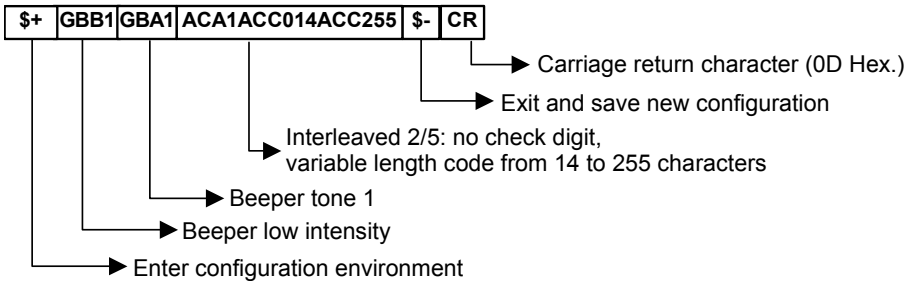 $+ GBB1 GBA1 ACA1ACC014ACC255 $- CR
Carriage return character (0D Hex.)
Exit and save new configuration
Interleaved 2/5: no check digit,
variable length code from 14 to 255 characters
Beeper tone 1
Beeper low intensity
Enter configuration environment